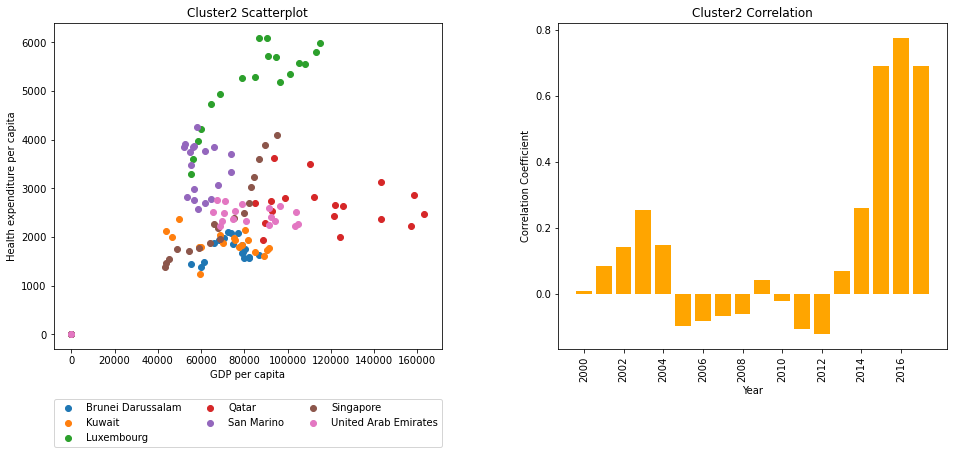 Cluster2 Scatterplot
Health expenditure per capita
6000
5000
4000
3000
2000
1000
0
0 20000 40000 60000 80000 100000 120000 140000 160000
GDP per capita
Brunei Darussalam Qatar Singapore
Kuwait San Marino United Arab Emirates
Luxembourg
Cluster2 Correlation
Correlation Coefficient
0.8
0.6
0.4
0.2
0.0
2000 2002 2004 2006 2008 2010 2012 2014 2016
Year